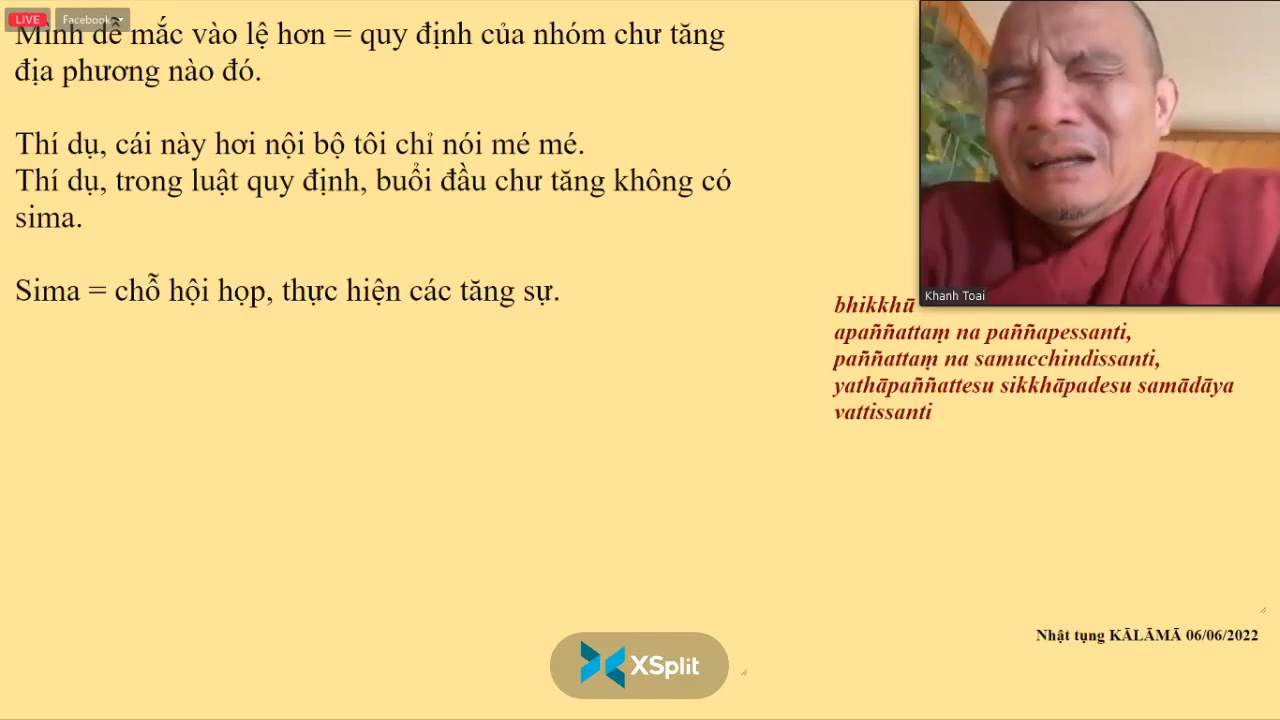 LIVE Facebook
Mình dễ mắc vào lệ hơn = quy định của nhóm chư tăng
địa phương nào đó.
Thí dụ, cái này hơi nội bộ tôi chỉ nói mé mé.
Thí dụ, trong luật quy định, buổi đầu chư tăng không có
sima.
Sima = chỗ hội họp, thực hiện các tăng sự.
Khanh Toai
bhikkhū
apaññattaṃ na paññapessanti,
paññattaṃ na samucchindissanti,
yathāpaññattesu sikkhāpadesu samādāya
vattissanti
Nhật tụng KĀLĀMĀ 06/06/2022
XSplit